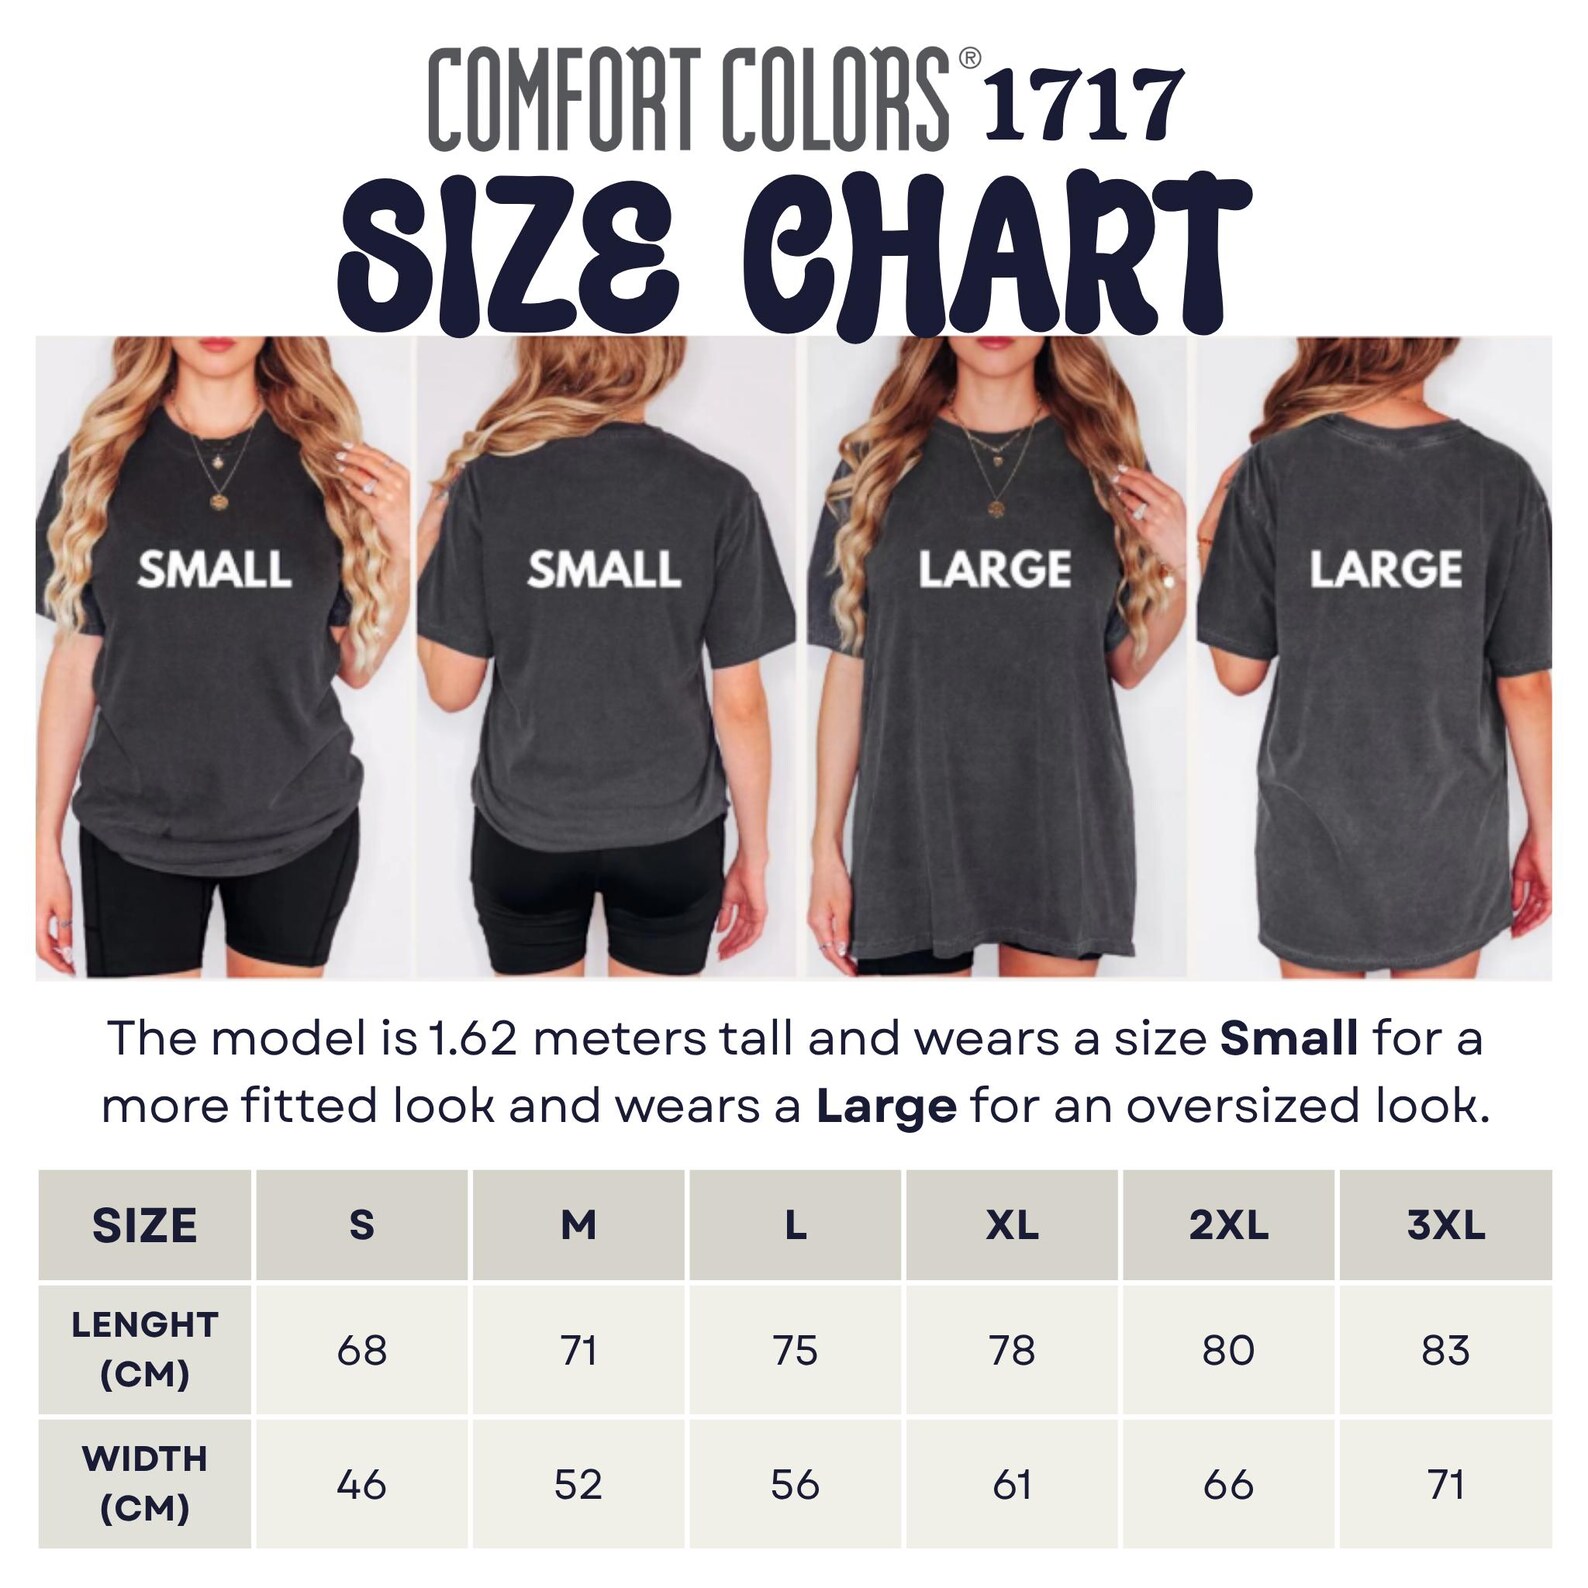 COMFORT COLORS® 1717
SIZE CHART
SMALL SMALL LARGE LARGE
The model is 1.62 meters tall and wears a size Small for a
more fitted look and wears a Large for an oversized look.
SIZE S M L XL 2XL 3XL
LENGHT (CM) 68 71 75 78 80 83
WIDTH (CM) 46 52 56 61 66 71